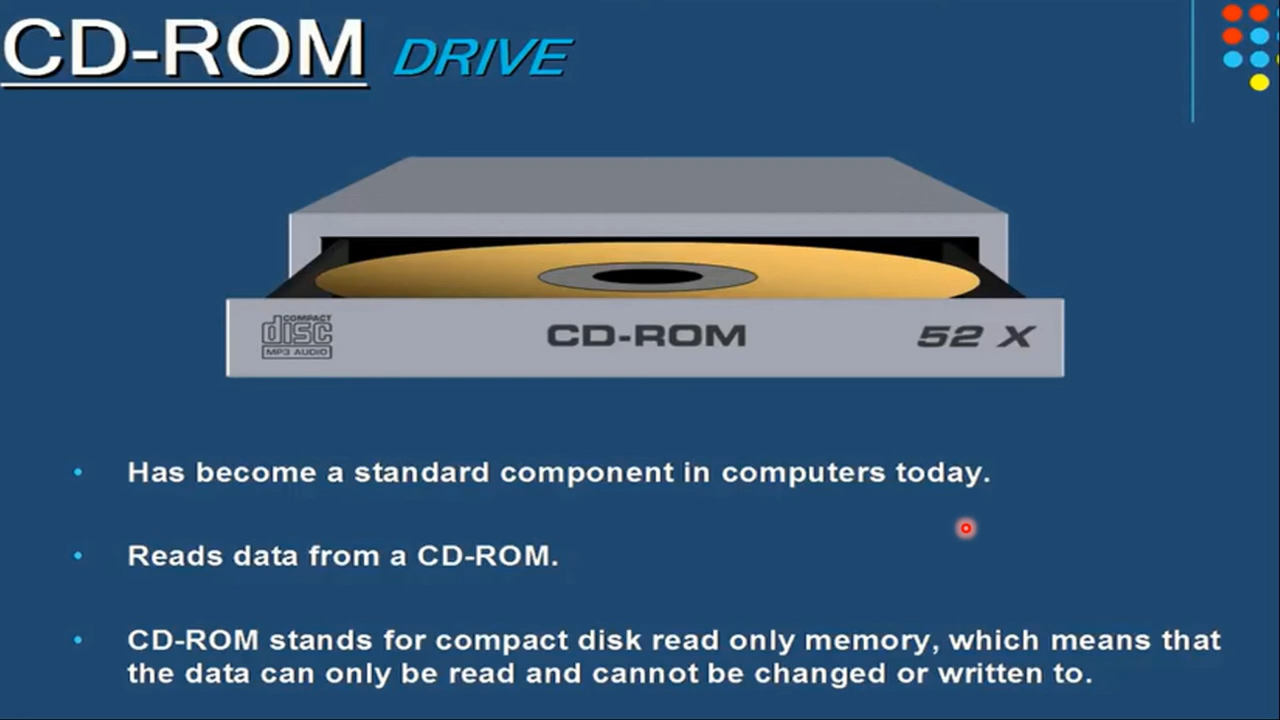 CD-ROM DRIVE
COMPACT
disc
MP3 AUDIO
CD-ROM
52 X
• Has become a standard component in computers today.
• Reads data from a CD-ROM.
• CD-ROM stands for compact disk read only memory, which means that
the data can only be read and cannot be changed or written to.